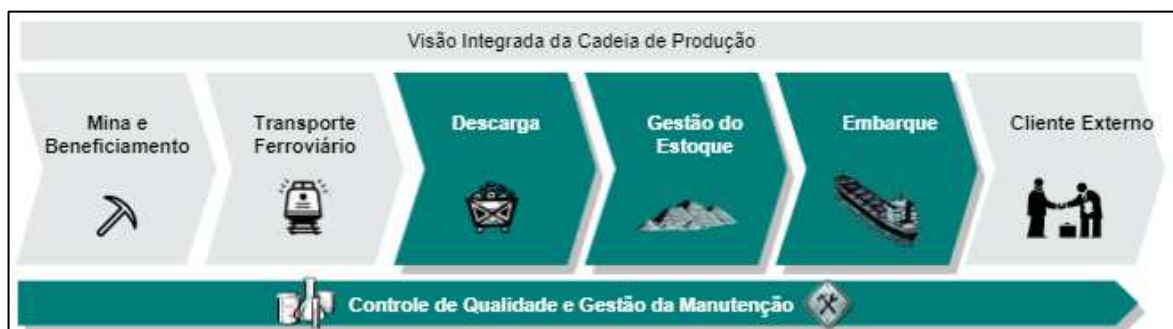 Visão Integrada da Cadeia de Produção
Mina e
Beneficiamento
Transporte
Ferroviário
Descarga
Gestão do
Estoque
Embarque
Cliente Externo
Controle de Qualidade e Gestão da Manutenção